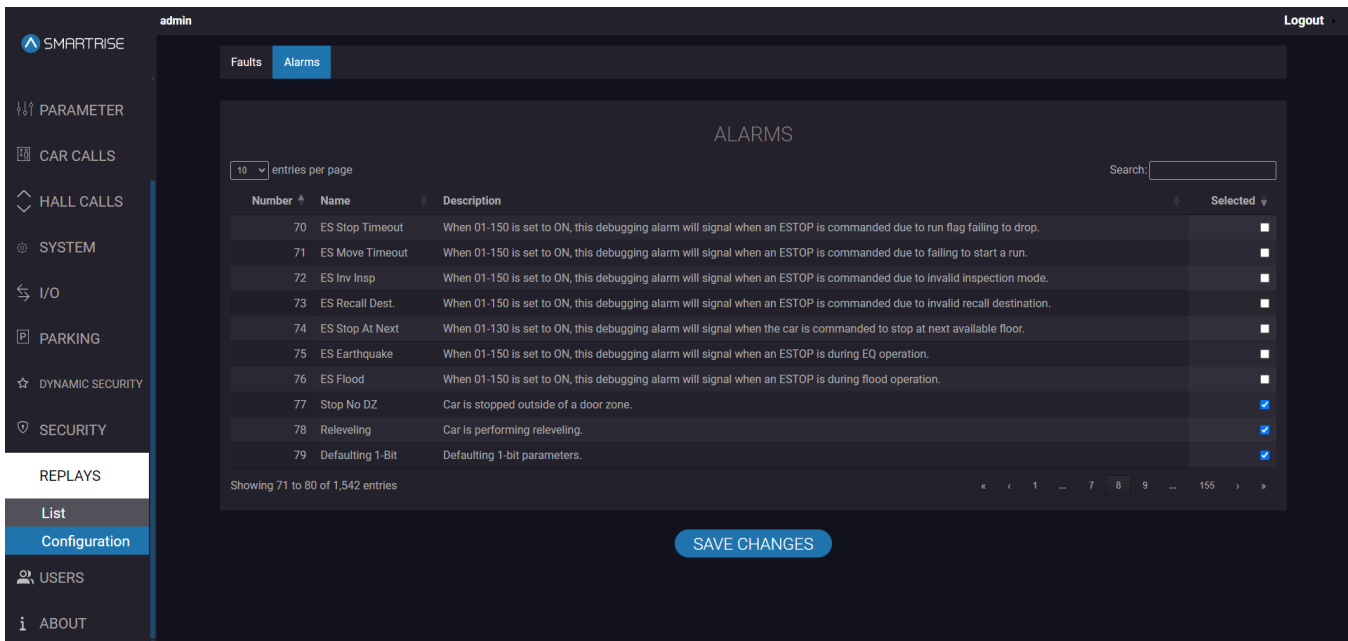 admin
Logout
SMARTRISE
Faults Alarms
PARAMETER
CAR CALLS
HALL CALLS
SYSTEM
I/O
PARKING
DYNAMIC SECURITY
SECURITY
REPLAYS
List
Configuration
USERS
ABOUT
ALARMS
10 entries per page
Search:
Number Name Description Selected
70 ES Stop Timeout When 01-150 is set to ON, this debugging alarm will signal when an ESTOP is commanded due to run flag failing to drop.
71 ES Move Timeout When 01-150 is set to ON, this debugging alarm will signal when an ESTOP is commanded due to failing to start a run.
72 ES Inv Insp When 01-150 is set to ON, this debugging alarm will signal when an ESTOP is commanded due to invalid inspection mode.
73 ES Recall Dest. When 01-150 is set to ON, this debugging alarm will signal when an ESTOP is commanded due to invalid recall destination.
74 ES Stop At Next When 01-130 is set to ON, this debugging alarm will signal when the car is commanded to stop at next available floor.
75 ES Earthquake When 01-150 is set to ON, this debugging alarm will signal when an ESTOP is during EQ operation.
76 ES Flood When 01-150 is set to ON, this debugging alarm will signal when an ESTOP is during flood operation.
77 Stop No DZ Car is stopped outside of a door zone.
78 Releveling Car is performing releveling.
79 Defaulting 1-Bit Defaulting 1-bit parameters.
Showing 71 to 80 of 1,542 entries
« ‹ 1 ... 7 8 9 ... 155 › »
SAVE CHANGES